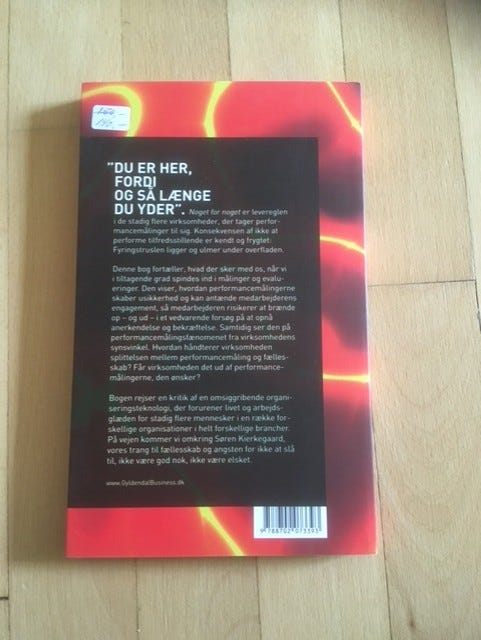 140,-
"DU ER HER,
FORDI
OG SÅ LÆNGE
DU YDER". Noget for noget er levereglen
i de stadig flere virksomheder, der tager perfor-
mancemålinger til sig. Konsekvensen af ikke at
performe tilfredsstillende er kendt og frygtet:
Fyringstruslen ligger og ulmer under overfladen.
Denne bog fortæller, hvad der sker med os, når vi
i tiltagende grad spindes ind i målinger og evalu-
eringer. Den viser, hvordan performancemålingerne
skaber usikkerhed og kan antænde medarbejderens
engagement, så medarbejderen risikerer at brænde
op – og ud – i et vedvarende forsøg på at opnå
anerkendelse og bekræftelse. Samtidig ser den på
performancemålingsfænomenet fra virksomhedens
synsvinkel. Hvordan håndterer virksomheden
splittelsen mellem performancemåling og fælles-
skab? Får virksomheden det ud af performance-
målingerne, den ønsker?
Bogen rejser en kritik af en omsiggribende organi-
seringsteknologi, der forurener livet og arbejds-
glæden for stadig flere mennesker i en række for-
skellige organisationer i helt forskellige brancher.
På vejen kommer vi omkring Søren Kierkegaard,
vores trang til fællesskab og angsten for ikke at slå
til, ikke være god nok, ikke være elsket.
www.GyldendalBusiness.dk
9 788702 073393